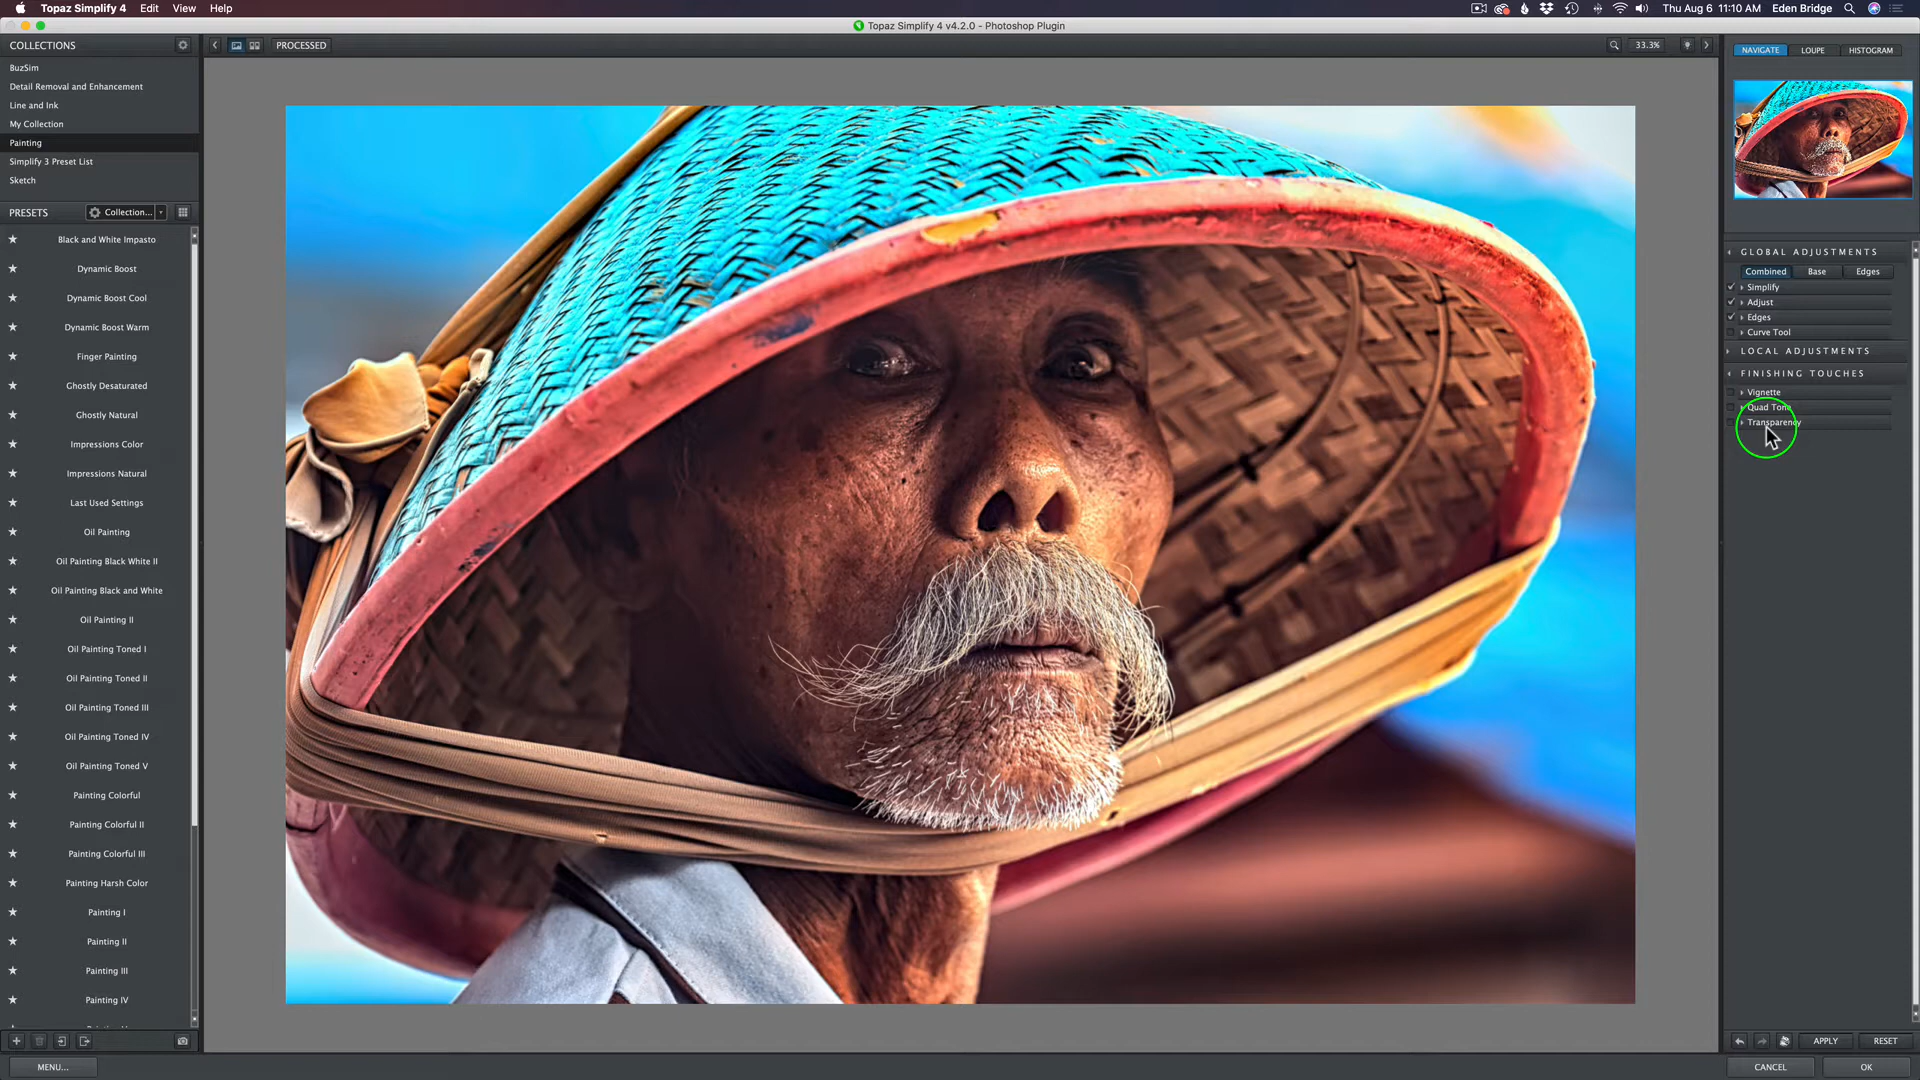 Topaz Simplify 4 Edit View Help
Thu Aug 6 11:10 AM Eden Bridge
Topaz Simplify 4 v4.2.0 - Photoshop Plugin
COLLECTIONS
BuzSim
Detail Removal and Enhancement
Line and Ink
My Collection
Painting
Simplify 3 Preset List
Sketch
PRESETS Collection...
Black and White Impasto
Dynamic Boost
Dynamic Boost Cool
Dynamic Boost Warm
Finger Painting
Ghostly Desaturated
Ghostly Natural
Impressions Color
Impressions Natural
Last Used Settings
Oil Painting
Oil Painting Black White II
Oil Painting Black and White
Oil Painting II
Oil Painting Toned I
Oil Painting Toned II
Oil Painting Toned III
Oil Painting Toned IV
Oil Painting Toned V
Painting Colorful
Painting Colorful II
Painting Colorful III
Painting Harsh Color
Painting I
Painting II
Painting III
Painting IV
MENU...
PROCESSED
33.3%
NAVIGATE LOUPE HISTOGRAM
GLOBAL ADJUSTMENTS
Combined Base Edges
Simplify
Adjust
Edges
Curve Tool
LOCAL ADJUSTMENTS
FINISHING TOUCHES
Vignette
Quad Tone
Transparency
APPLY RESET
CANCEL OK